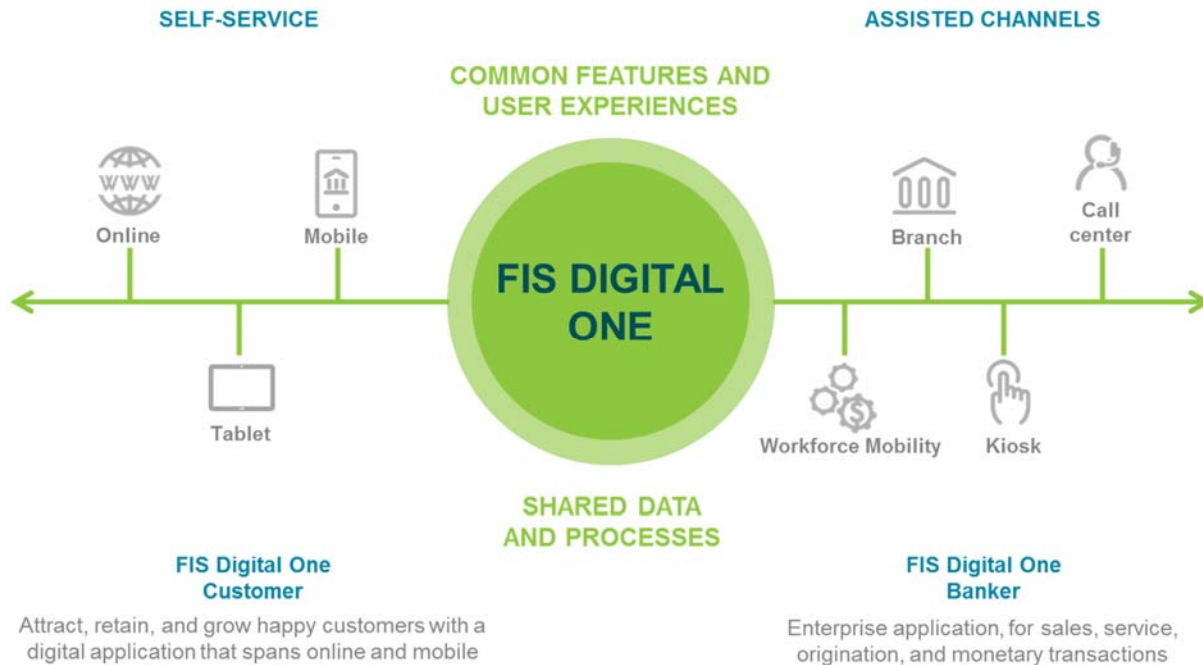 SELF-SERVICE
ASSISTED CHANNELS
COMMON FEATURES AND
USER EXPERIENCES
WWW
Online
Mobile
Branch
Call
center
FIS DIGITAL
ONE
Tablet
$
Workforce Mobility
Kiosk
SHARED DATA
AND PROCESSES
FIS Digital One
Customer
Attract, retain, and grow happy customers with a
digital application that spans online and mobile
FIS Digital One
Banker
Enterprise application, for sales, service,
origination, and monetary transactions